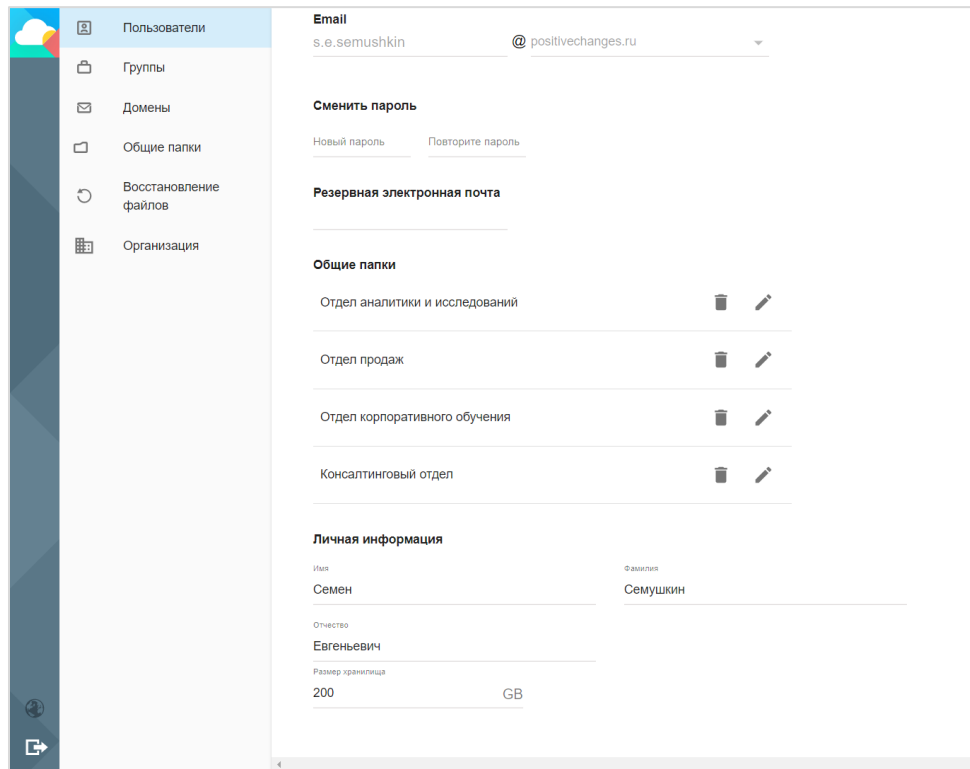 Пользователи
Группы
Домены
Общие папки
Восстановление
файлов
Организация
Email
s.e.semushkin @ positivechanges.ru
Сменить пароль
Новый пароль Повторите пароль
Резервная электронная почта
Общие папки
Отдел аналитики и исследований
Отдел продаж
Отдел корпоративного обучения
Консалтинговый отдел
Личная информация
Имя Фамилия
Семен Семушкин
Отчество
Евгеньевич
Размер хранилища
200 GB